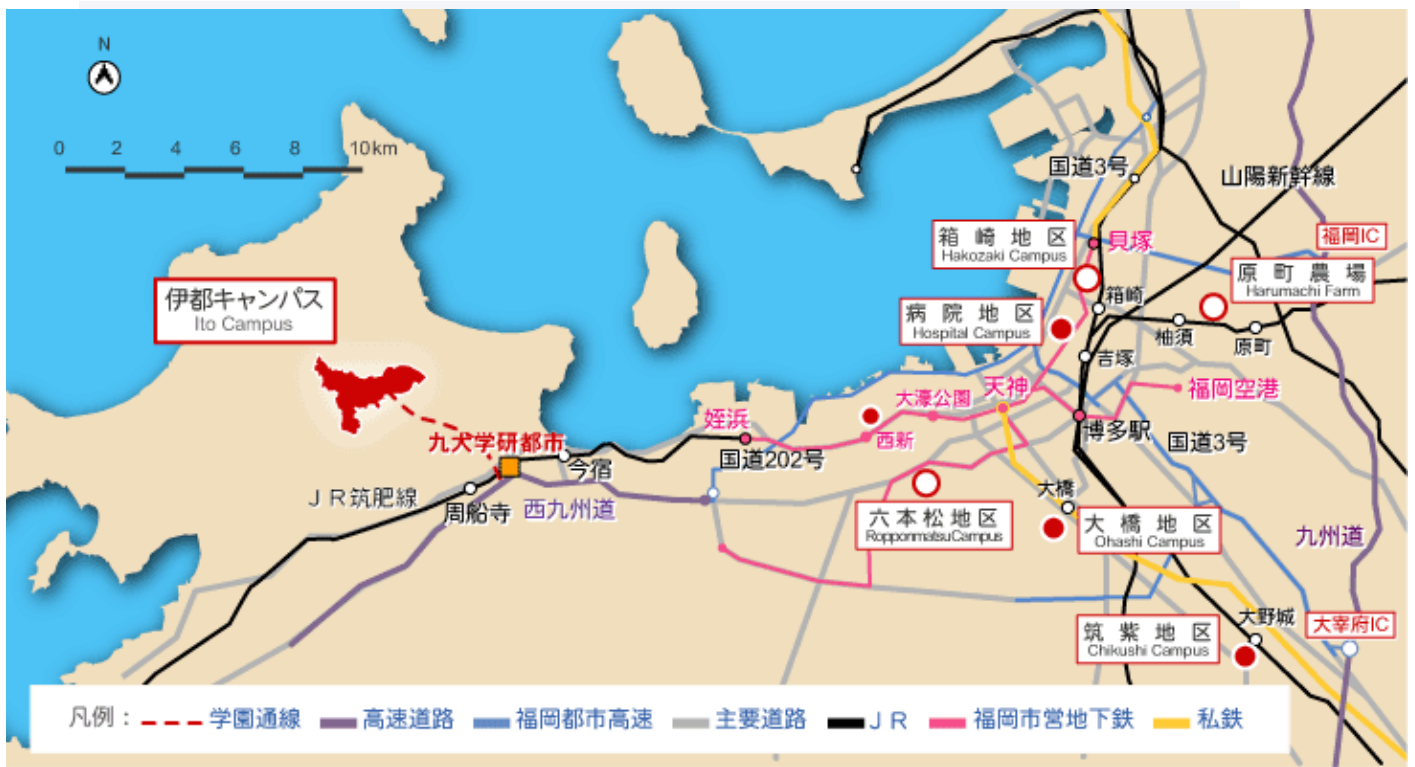 N
0 2 4 6 8 10km
国道3号
山陽新幹線
箱崎地区
Hakozaki Campus
貝塚
福岡IC
原町農場
Harumachi Farm
伊都キャンパス
Ito Campus
病院地区
Hospital Campus
箱崎
柚須
原町
吉塚
天神
福岡空港
大濠公園
姪浜
西新
博多駅
国道3号
九大学研都市
今宿
国道202号
JR筑肥線
周船寺
西九州道
大橋
六本松地区
Ropponmatsu Campus
大橋地区
Ohashi Campus
九州道
筑紫地区
Chikushi Campus
大野城
大宰府IC
凡例:
学園通線
高速道路
福岡都市高速
主要道路
JR
福岡市営地下鉄
私鉄